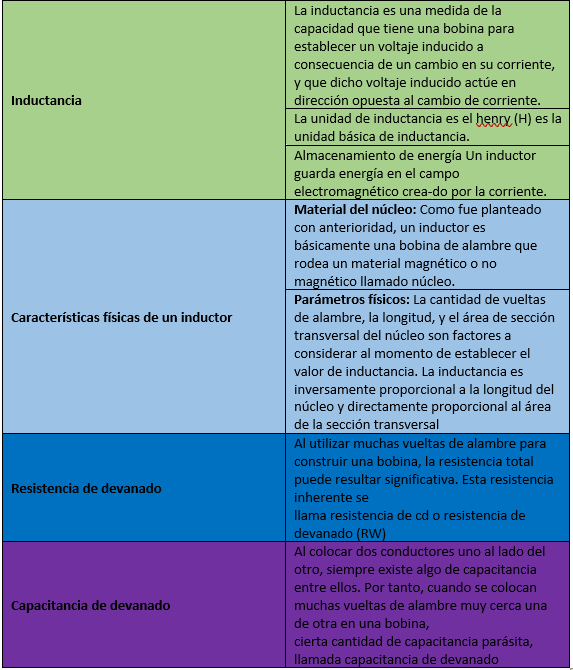 Inductancia
La inductancia es una medida de la
capacidad que tiene una bobina para
establecer un voltaje inducido a
consecuencia de un cambio en su corriente,
y que dicho voltaje inducido actúe en
dirección opuesta al cambio de corriente.
La unidad de inductancia es el henry (H) es la
unidad básica de inductancia.
Almacenamiento de energía Un inductor
guarda energía en el campo
electromagnético crea-do por la corriente.
Características físicas de un inductor
Material del núcleo: Como fue planteado
con anterioridad, un inductor es
básicamente una bobina de alambre que
rodea un material magnético o no
magnético llamado núcleo.
Parámetros físicos: La cantidad de vueltas
de alambre, la longitud, y el área de sección
transversal del núcleo son factores a
considerar al momento de establecer el
valor de inductancia. La inductancia es
inversamente proporcional a la longitud del
núcleo y directamente proporcional al área
de la sección transversal
Resistencia de devanado
Al utilizar muchas vueltas de alambre para
construir una bobina, la resistencia total
puede resultar significativa. Esta resistencia
inherente se
llama resistencia de cd o resistencia de
devanado (RW)
Capacitancia de devanado
Al colocar dos conductores uno al lado del
otro, siempre existe algo de capacitancia
entre ellos. Por tanto, cuando se colocan
muchas vueltas de alambre muy cerca una
de otra en una bobina,
cierta cantidad de capacitancia parásita,
llamada capacitancia de devanado